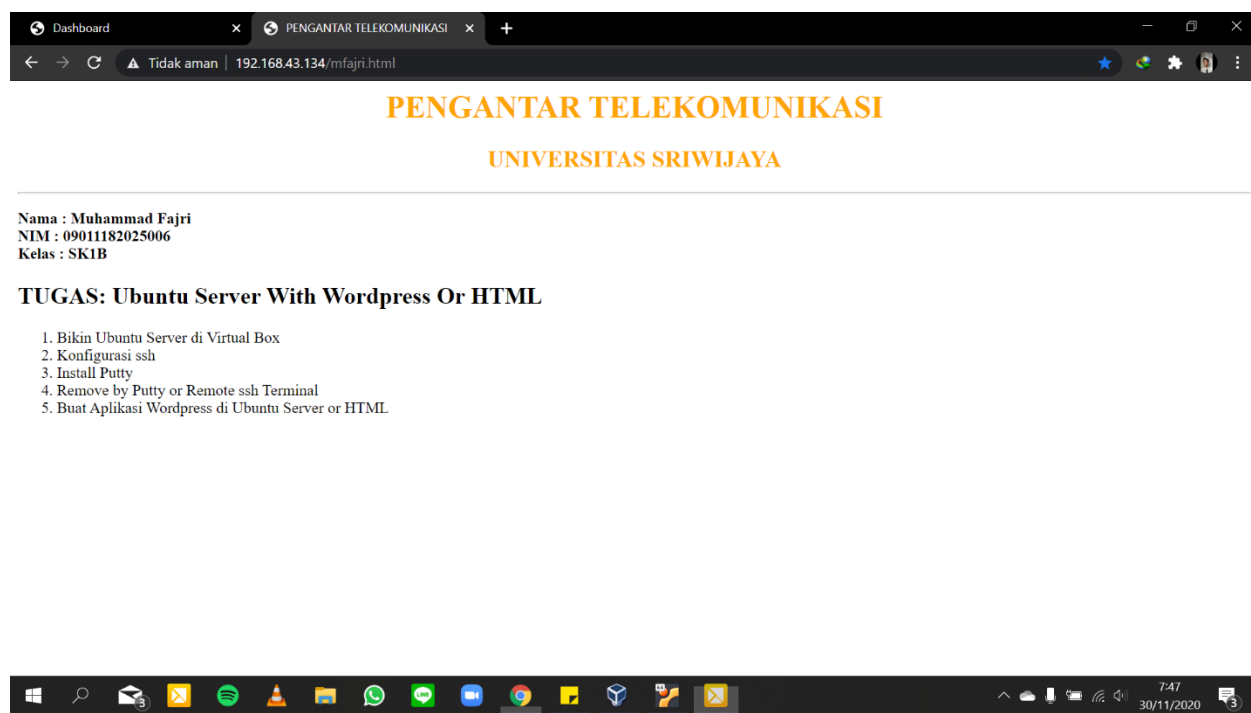 Dashboard
PENGANTAR TELEKOMUNIKASI
Tidak aman | 192.168.43.134/mfajri.html
PENGANTAR TELEKOMUNIKASI
UNIVERSITAS SRIWIJAYA
Nama : Muhammad Fajri
NIM : 09011182025006
Kelas : SK1B
TUGAS: Ubuntu Server With Wordpress Or HTML
1. Bikin Ubuntu Server di Virtual Box
2. Konfigurasi ssh
3. Install Putty
4. Remove by Putty or Remote ssh Terminal
5. Buat Aplikasi Wordpress di Ubuntu Server or HTML
3
LINE
7:47
30/11/2020
3